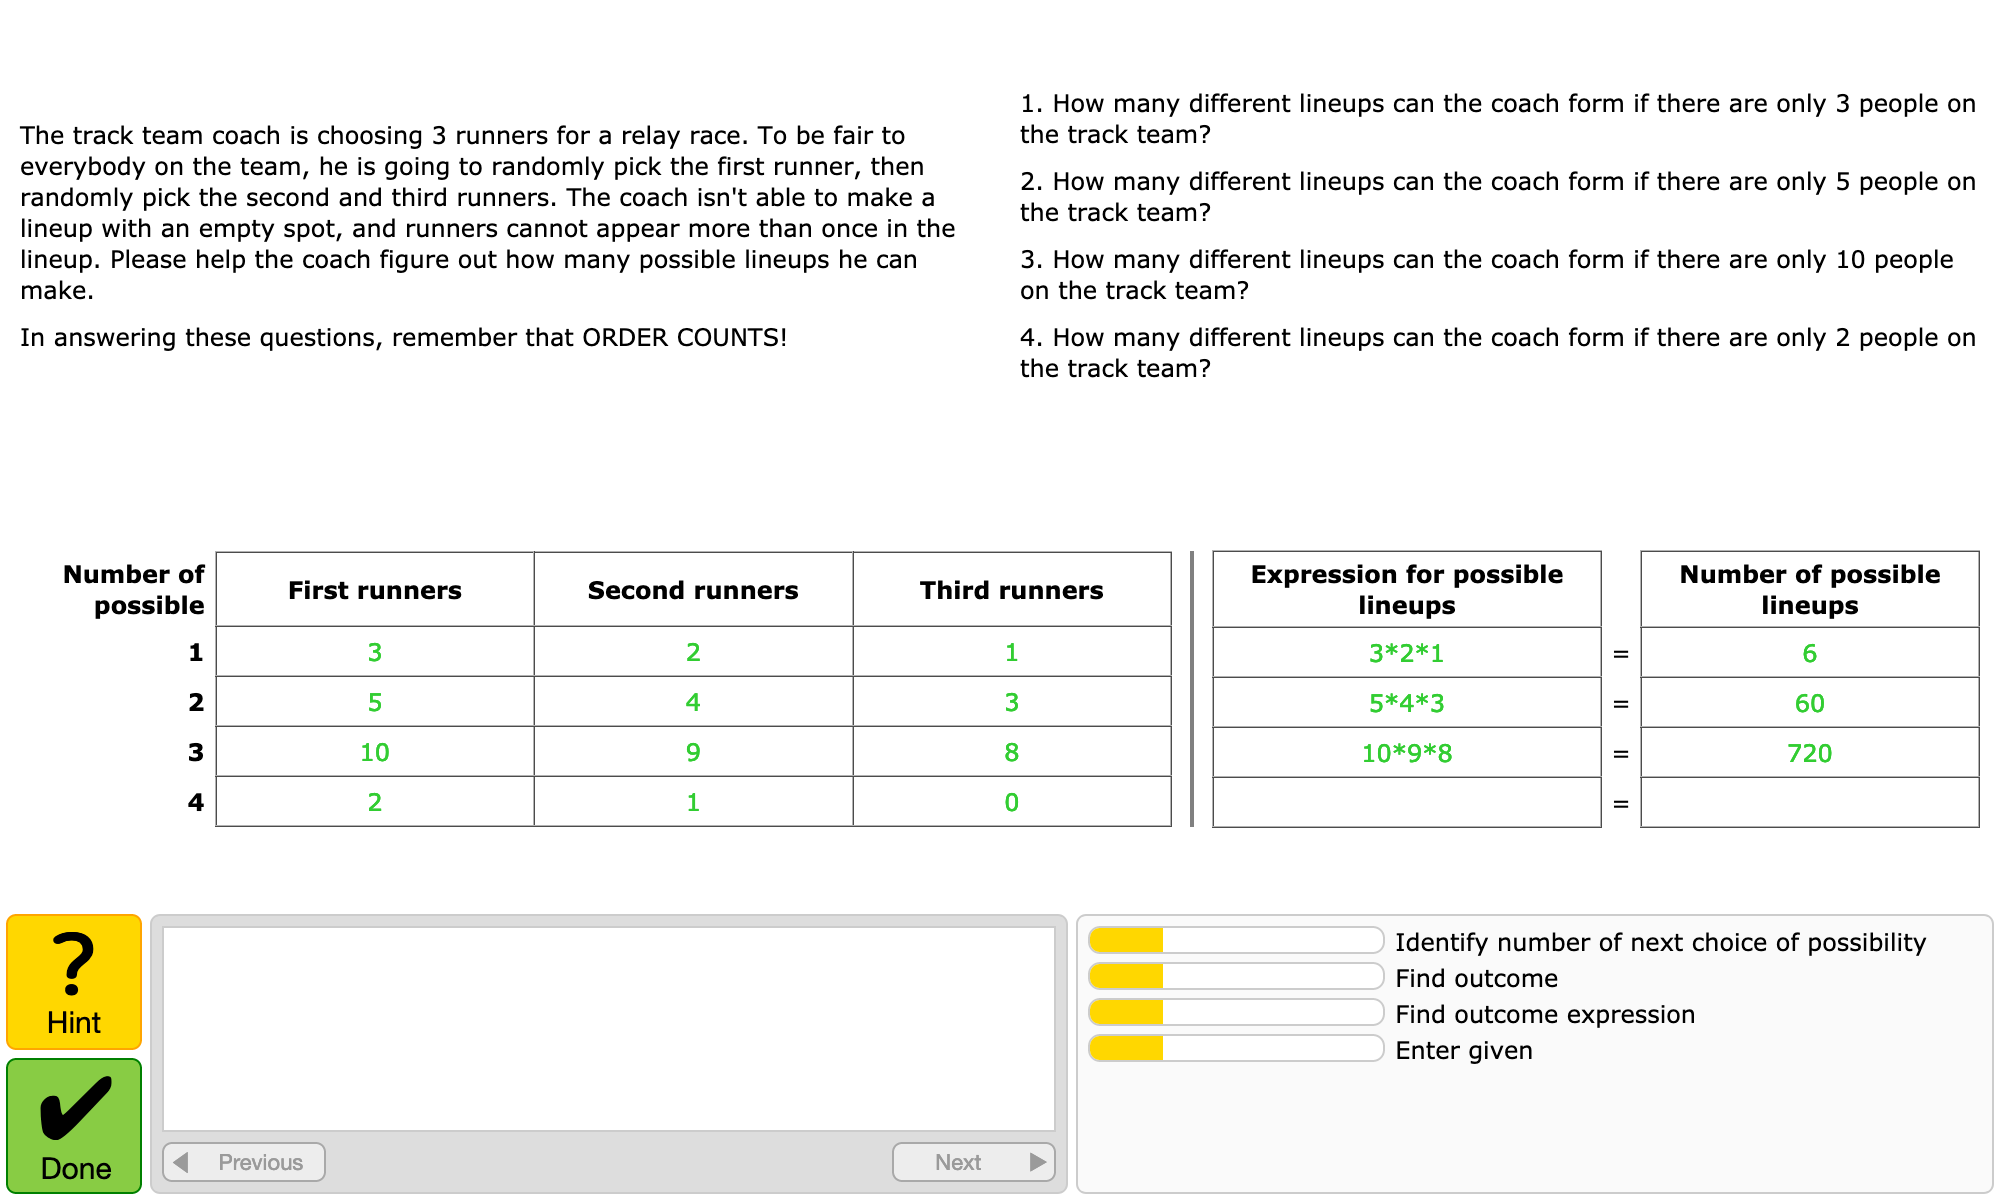 The track team coach is choosing 3 runners for a relay race. To be fair to
everybody on the team, he is going to randomly pick the first runner, then
randomly pick the second and third runners. The coach isn't able to make a
lineup with an empty spot, and runners cannot appear more than once in the
lineup. Please help the coach figure out how many possible lineups he can
make.
In answering these questions, remember that ORDER COUNTS!
1. How many different lineups can the coach form if there are only 3 people on
the track team?
2. How many different lineups can the coach form if there are only 5 people on
the track team?
3. How many different lineups can the coach form if there are only 10 people
on the track team?
4. How many different lineups can the coach form if there are only 2 people on
the track team?
Number of possible First runners Second runners Third runners Expression for possible lineups Number of possible lineups
1 3 2 1 3*2*1 = 6
2 5 4 3 5*4*3 = 60
3 10 9 8 10*9*8 = 720
4 2 1 0 =
? Hint
Done
Previous Next
Identify number of next choice of possibility
Find outcome
Find outcome expression
Enter given